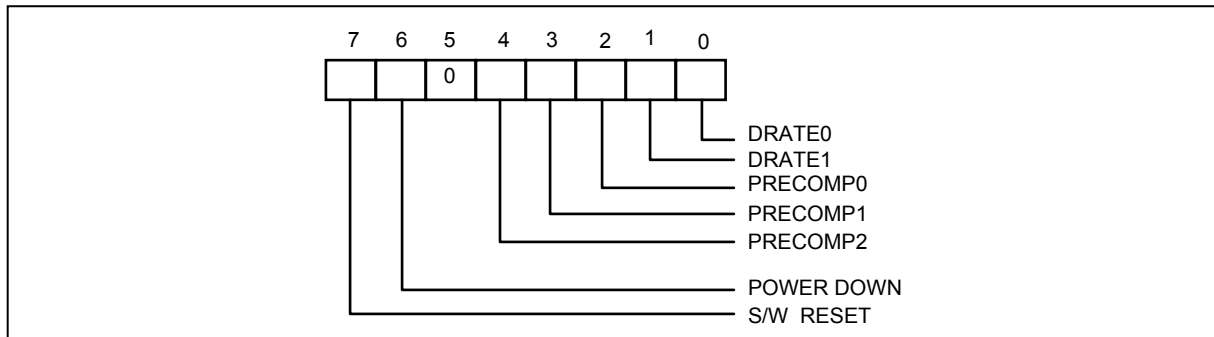 7 6 5 4 3 2 1 0
0
DRATE0
DRATE1
PRECOMP0
PRECOMP1
PRECOMP2
POWER DOWN
S/W RESET